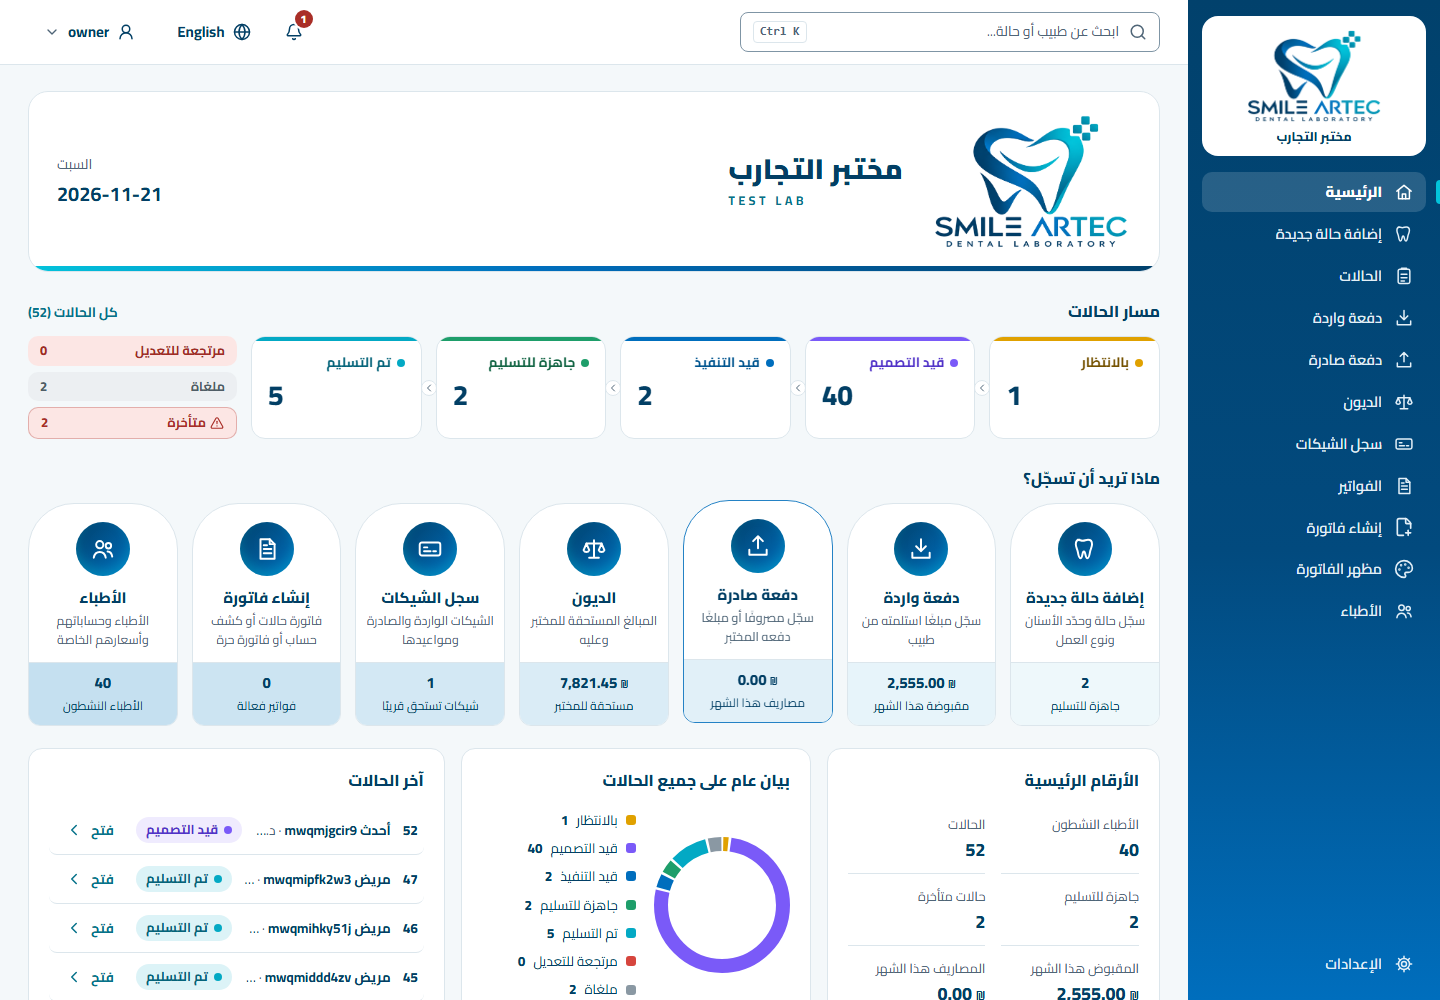 SMILE ARTEC
DENTAL LABORATORY
مختبر التجارب
الرئيسية
إضافة حالة جديدة
الحالات
دفعة واردة
دفعة صادرة
الديون
سجل الشيكات
الفواتير
إنشاء فاتورة
مظهر الفاتورة
الأطباء
الإعدادات
ابحث عن طبيب أو حالة...
Ctrl K
1
English
owner
SMILE ARTEC
DENTAL LABORATORY
مختبر التجارب
TEST LAB
السبت
2026-11-21
مسار الحالات
كل الحالات (52)
بالانتظار
1
قيد التصميم
40
قيد التنفيذ
2
جاهزة للتسليم
2
تم التسليم
5
مرتجعة للتعديل 0
ملغاة 2
متأخرة 2
ماذا تريد أن تسجّل؟
إضافة حالة جديدة
سجّل حالة وحدّد الأسنان
ونوع العمل
2
جاهزة للتسليم
دفعة واردة
سجّل مبلغًا استلمته من
طبيب
2,555.00 ₪
مقبوضة هذا الشهر
دفعة صادرة
سجّل مصروفًا أو مبلغًا
دفعه المختبر
0.00 ₪
مصاريف هذا الشهر
الديون
المبالغ المستحقة للمختبر
وعليه
7,821.45 ₪
مستحقة للمختبر
سجل الشيكات
الشيكات الواردة والصادرة
ومواعيدها
1
شيكات تستحق قريبًا
إنشاء فاتورة
فاتورة حالات أو كشف
حساب أو فاتورة حرة
0
فواتير فعالة
الأطباء
الأطباء وحساباتهم
وأسعارهم الخاصة
40
الأطباء النشطون
الأرقام الرئيسية
الأطباء النشطون
40
الحالات
52
جاهزة للتسليم
2
حالات متأخرة
2
المقبوض هذا الشهر
2,555.00 ₪
المصاريف هذا الشهر
0.00 ₪
بيان عام على جميع الحالات
بالانتظار 1
قيد التصميم 40
قيد التنفيذ 2
جاهزة للتسليم 2
تم التسليم 5
مرتجعة للتعديل 0
ملغاة 2
آخر الحالات
52 أحدث mwqmjgcir9 · د.... قيد التصميم فتح
47 مريض mwqmipfk2w3 · ... تم التسليم فتح
46 مريض mwqmihky51j · ... تم التسليم فتح
45 مريض mwqmiddd4zv · ... تم التسليم فتح